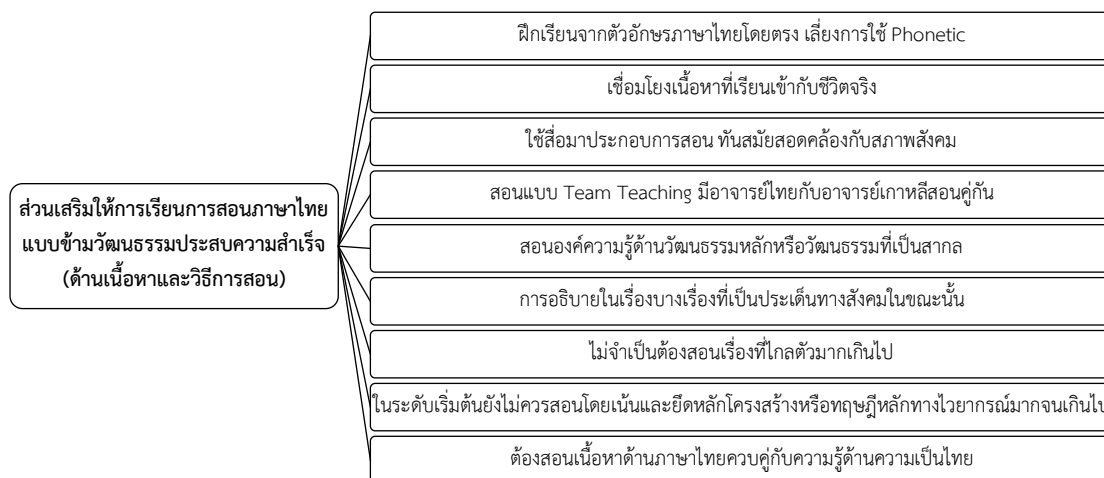 ฝึกเรียนจากตัวอักษรภาษาไทยโดยตรง เลี่ยงการใช้ Phonetic
เชื่อมโยงเนื้อหาที่เรียนเข้ากับชีวิตจริง
ใช้สื่อมาประกอบการสอน ทันสมัยสอดคล้องกับสภาพสังคม
สอนแบบ Team Teaching มีอาจารย์ไทยกับอาจารย์เกาหลีสอนคู่กัน
ส่วนเสริมให้การเรียนการสอนภาษาไทย
แบบข้ามวัฒนธรรมประสบความสำเร็จ
(ด้านเนื้อหาและวิธีการสอน)
สอนองค์ความรู้ด้านวัฒนธรรมหลักหรือวัฒนธรรมที่เป็นสากล
การอธิบายในเรื่องบางเรื่องที่เป็นประเด็นทางสังคมในขณะนั้น
ไม่จำเป็นต้องสอนเรื่องที่ไกลตัวมากเกินไป
ในระดับเริ่มต้นยังไม่ควรสอนโดยเน้นและยึดหลักโครงสร้างหรือทฤษฎีหลักทางไวยากรณ์มากจนเกินไป
ต้องสอนเนื้อหาด้านภาษาไทยควบคู่กับความรู้ด้านความเป็นไทย